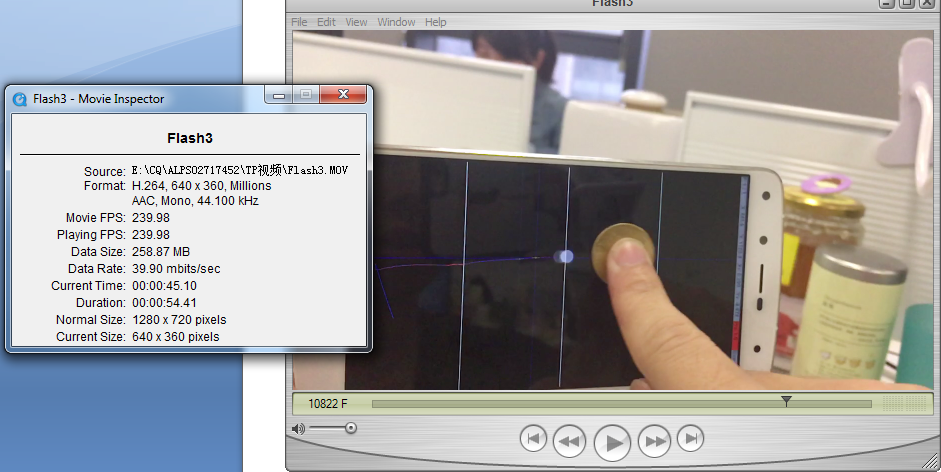 Flash3
File Edit View Window Help
Flash3 - Movie Inspector
Flash3
Source: E:\CQ\ALPS02717452\TP视频\Flash3.MOV
Format: H.264, 640 x 360, Millions
AAC, Mono, 44.100 kHz
Movie FPS: 239.98
Playing FPS: 239.98
Data Size: 258.87 MB
Data Rate: 39.90 mbits/sec
Current Time: 00:00:45.10
Duration: 00:00:54.41
Normal Size: 1280 x 720 pixels
Current Size: 640 x 360 pixels
10822 F